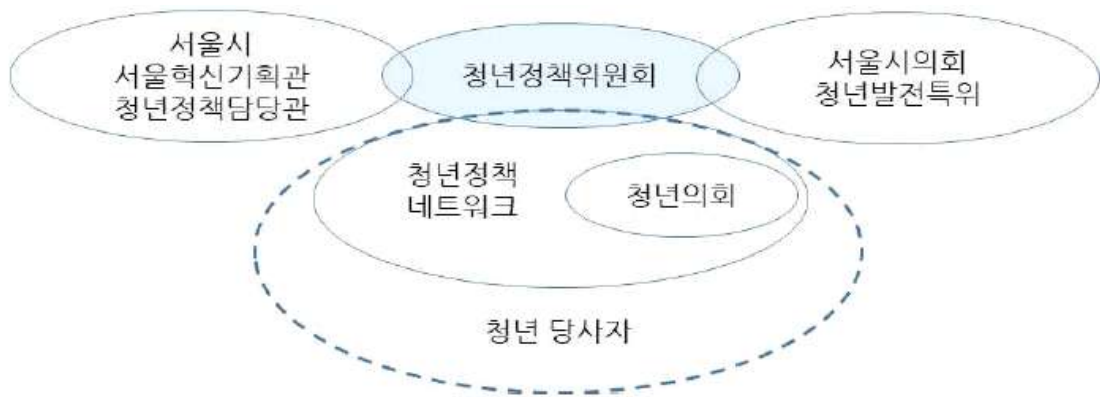 서울시
서울혁신기획관
청년정책담당관
청년정책위원회
서울시의회
청년발전특위
청년정책
네트워크
청년의회
청년 당사자